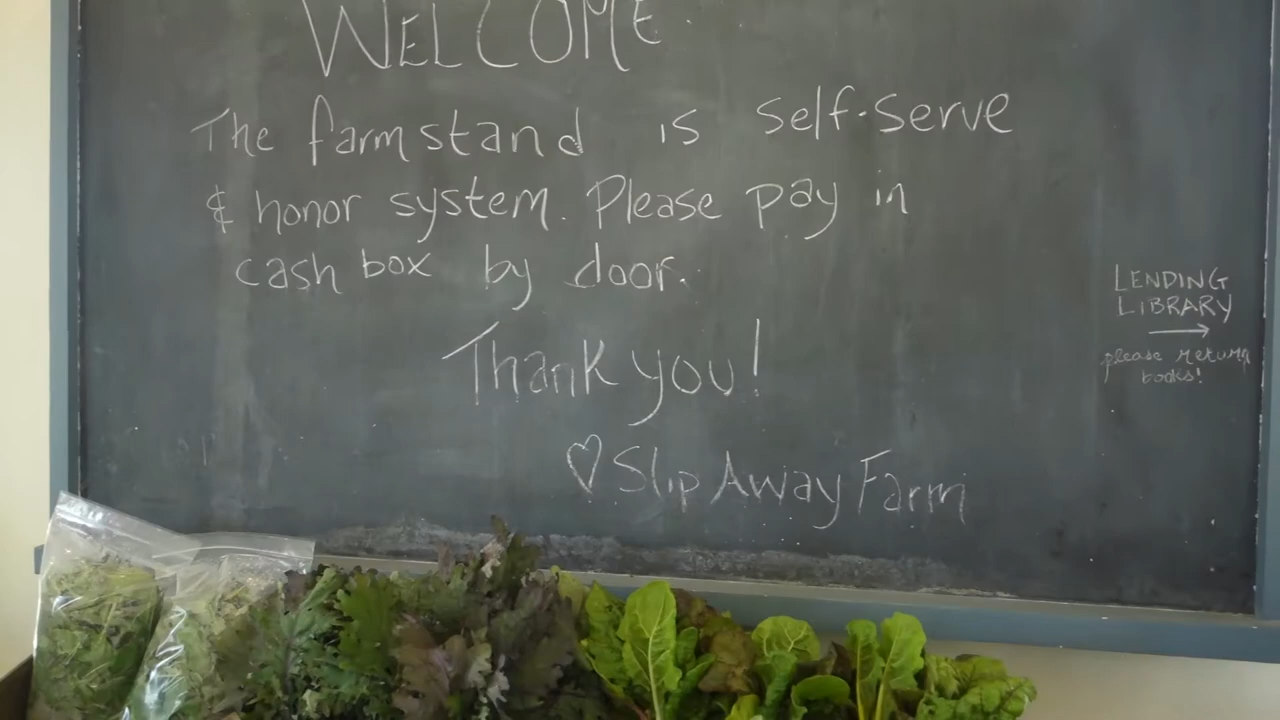 WELCOME.
The farmstand is self-serve
& honor system. Please pay in
cash box by door.
Thank you!
♡ Slip Away Farm
LENDING
LIBRARY
→
please return
books!